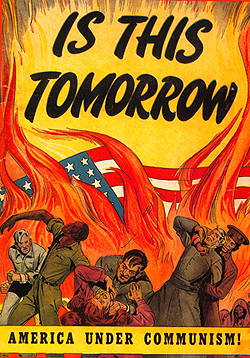 IS THIS
TOMORROW
AMERICA UNDER COMMUNISM!